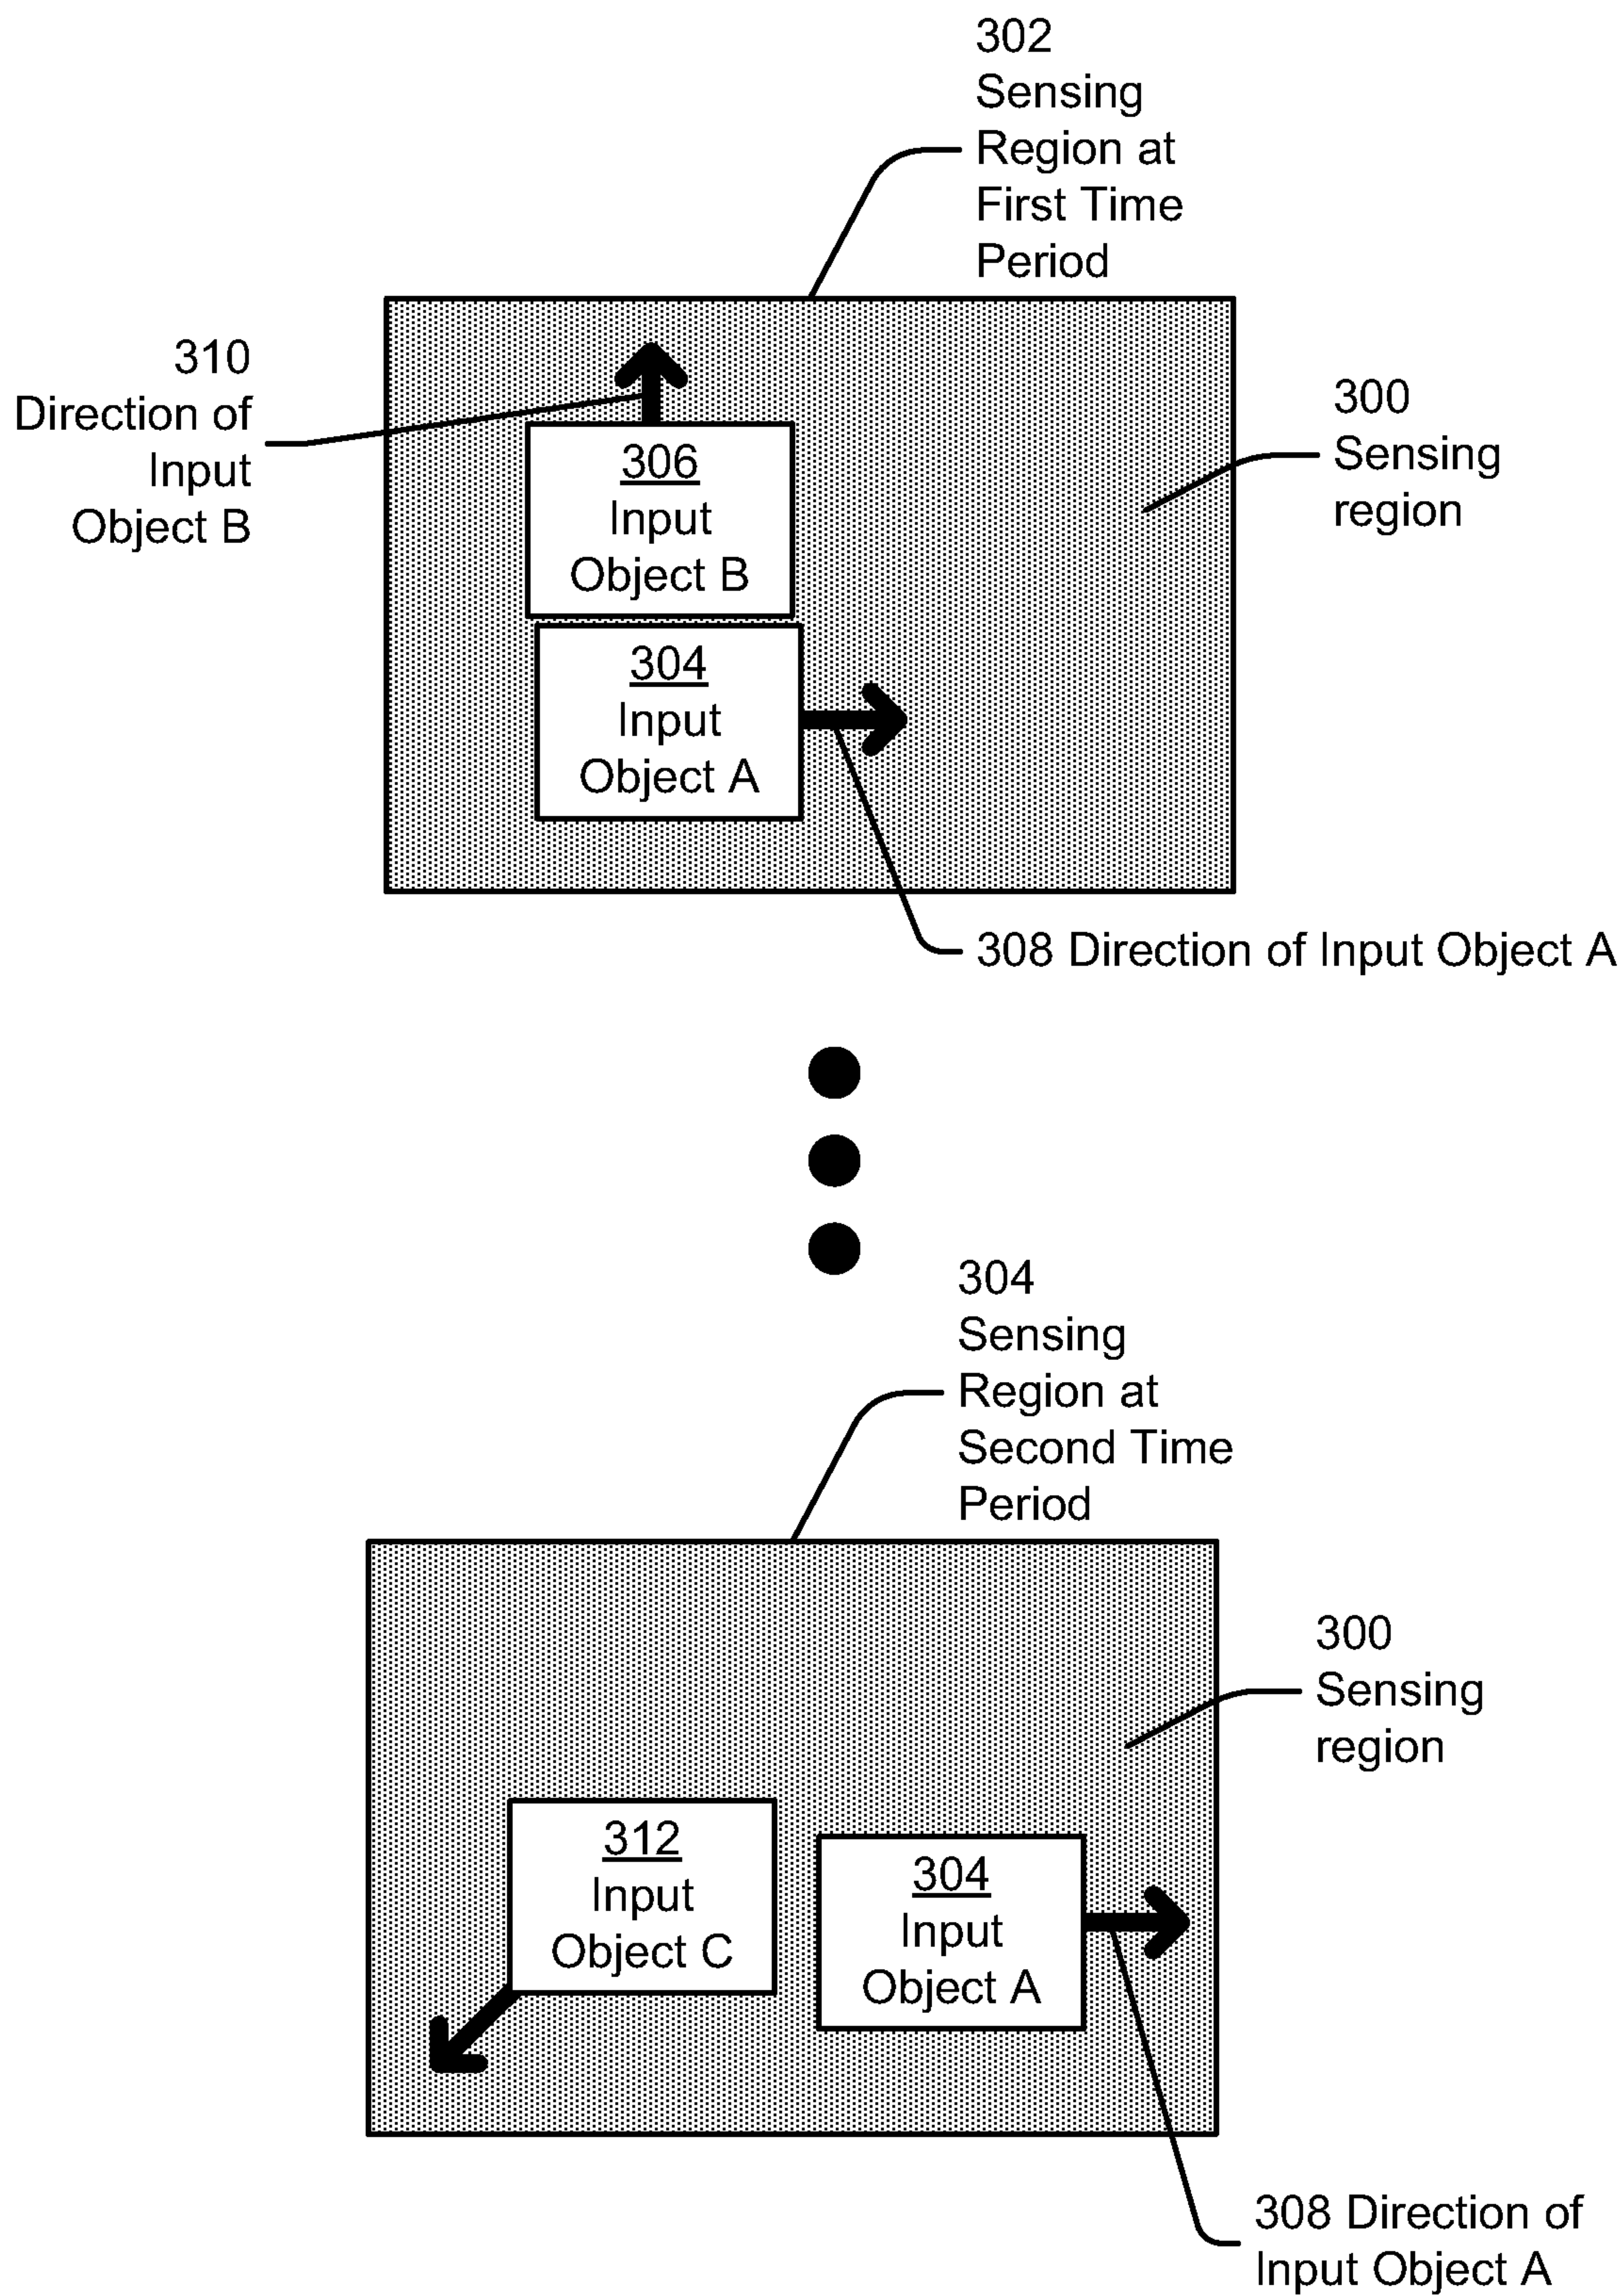 302
Sensing
Region at
First Time
Period
310
Direction of
Input
Object B
300
Sensing
region
306
Input
Object B
304
Input
Object A
308 Direction of Input Object A
304
Sensing
Region at
Second Time
Period
300
Sensing
region
312
Input
Object C
304
Input
Object A
308 Direction of
Input Object A